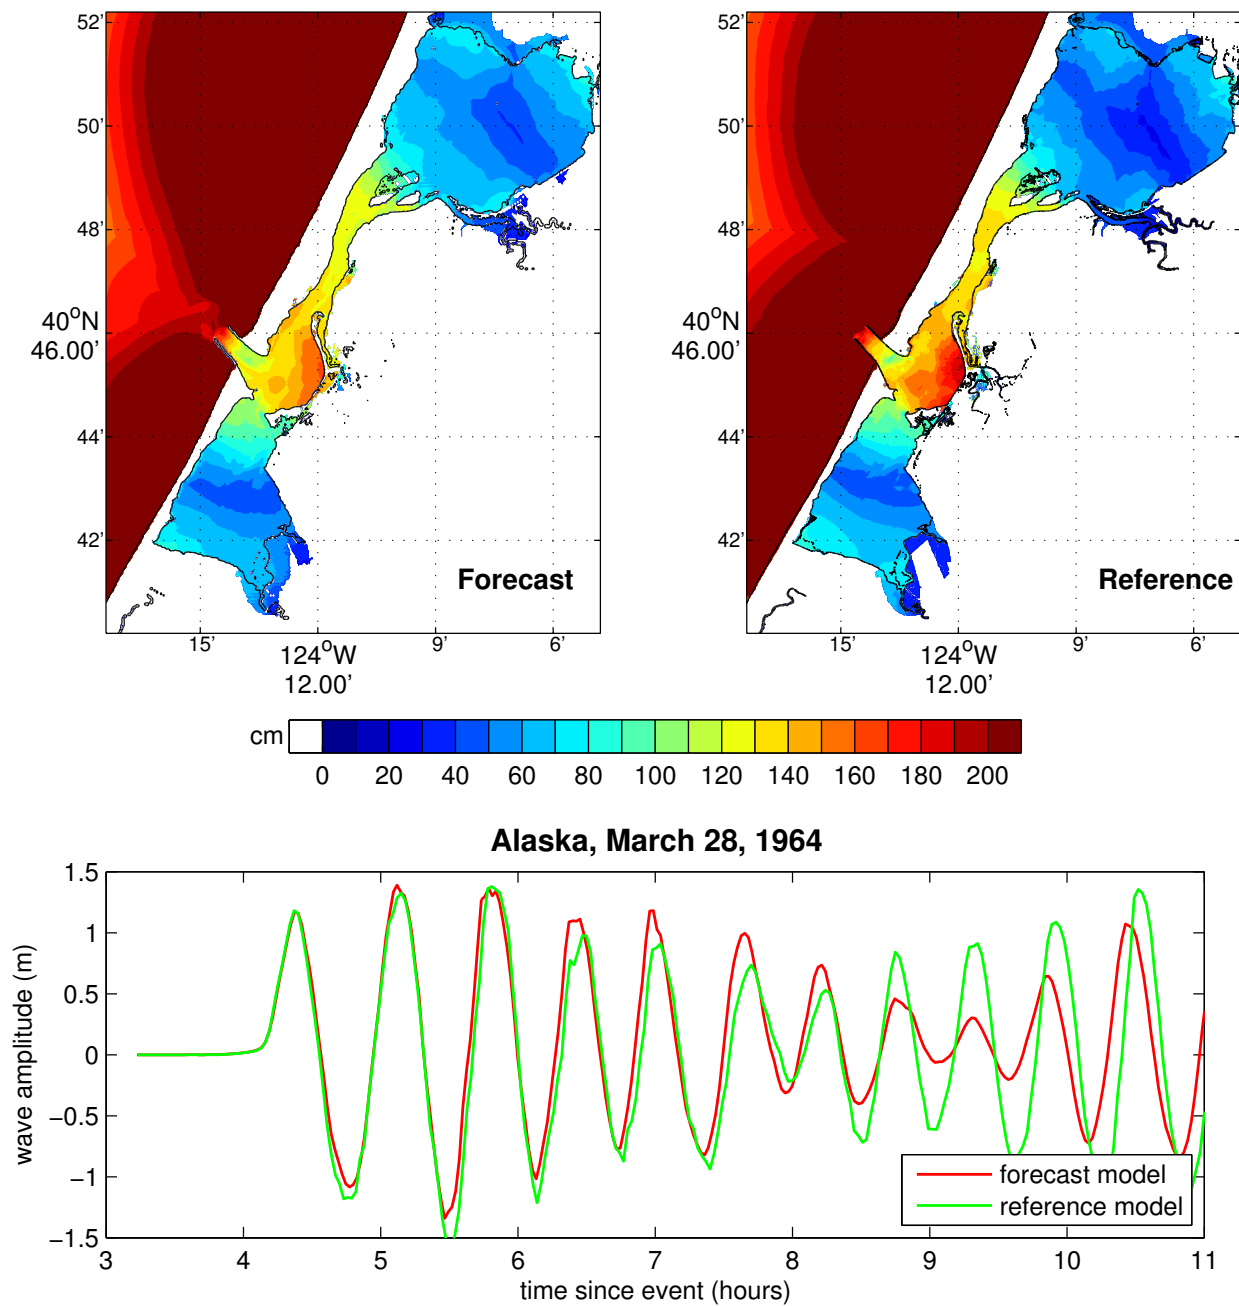 52'
50'
48'
40°N
46.00'
44'
42'
Forecast
15'
124°W
12.00'
9'
6'
52'
50'
48'
40°N
46.00'
44'
42'
Reference
15'
124°W
12.00'
9'
6'
cm
0 20 40 60 80 100 120 140 160 180 200
Alaska, March 28, 1964
wave amplitude (m)
1.5
1
0.5
0
−0.5
−1
−1.5
forecast model
reference model
3 4 5 6 7 8 9 10 11
time since event (hours)